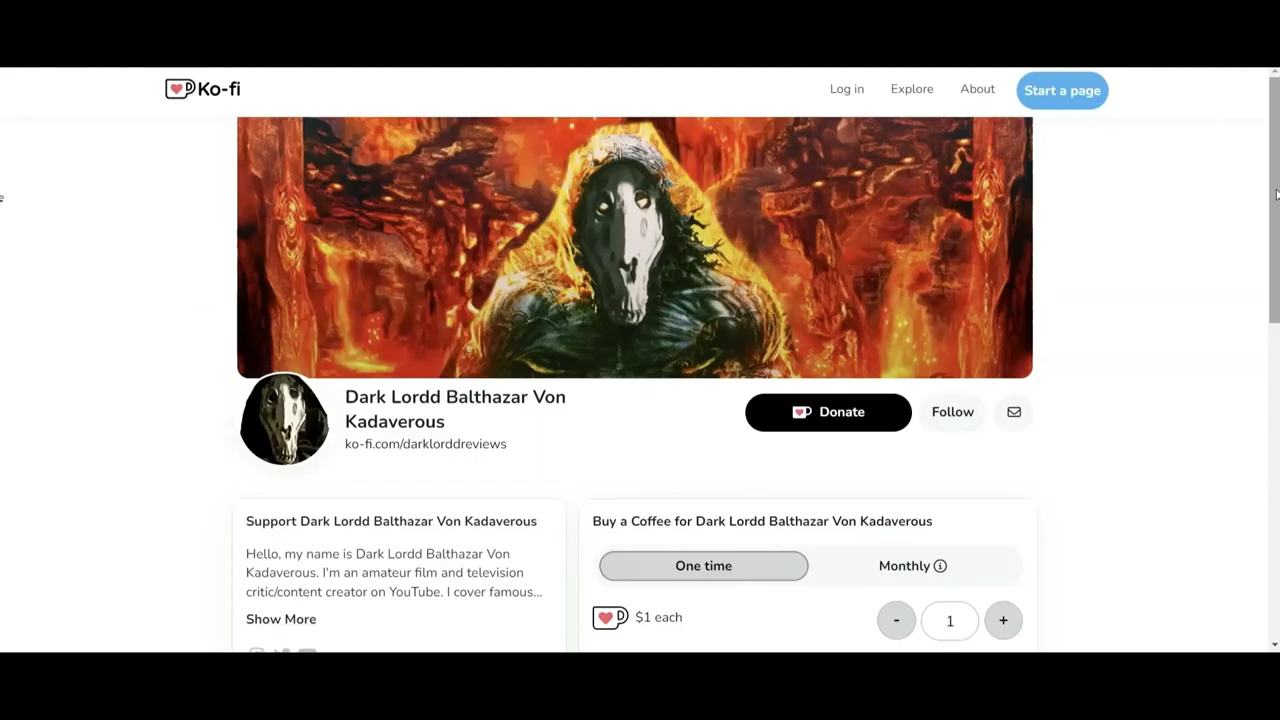 Ko-fi
Log in
Explore
About
Start a page
Dark Lordd Balthazar Von
Kadaverous
ko-fi.com/darklorddreviews
Donate
Follow
Support Dark Lordd Balthazar Von Kadaverous
Hello, my name is Dark Lordd Balthazar Von
Kadaverous. I'm an amateur film and television
critic/content creator on YouTube. I cover famous...
Show More
Buy a Coffee for Dark Lordd Balthazar Von Kadaverous
One time
Monthly
$1 each
-
1
+